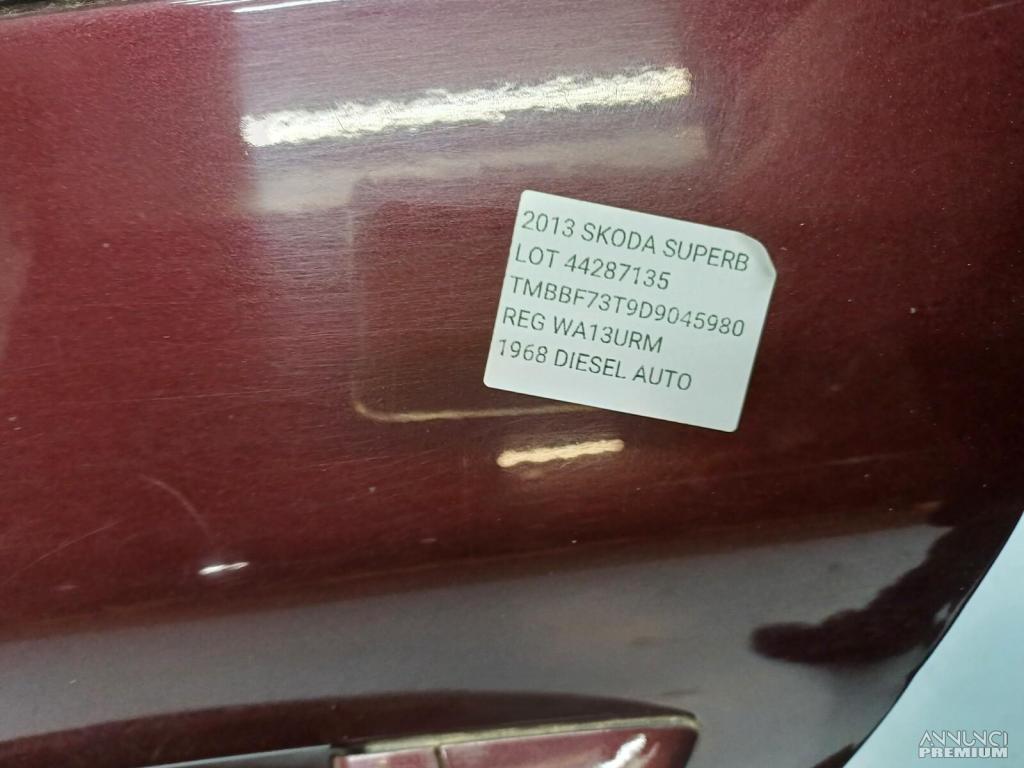 2013 SKODA SUPERB
LOT 44287135
TMBBF73T9D9045980
REG WA13URM
1968 DIESEL AUTO
ANNUNCI
PREMIUM